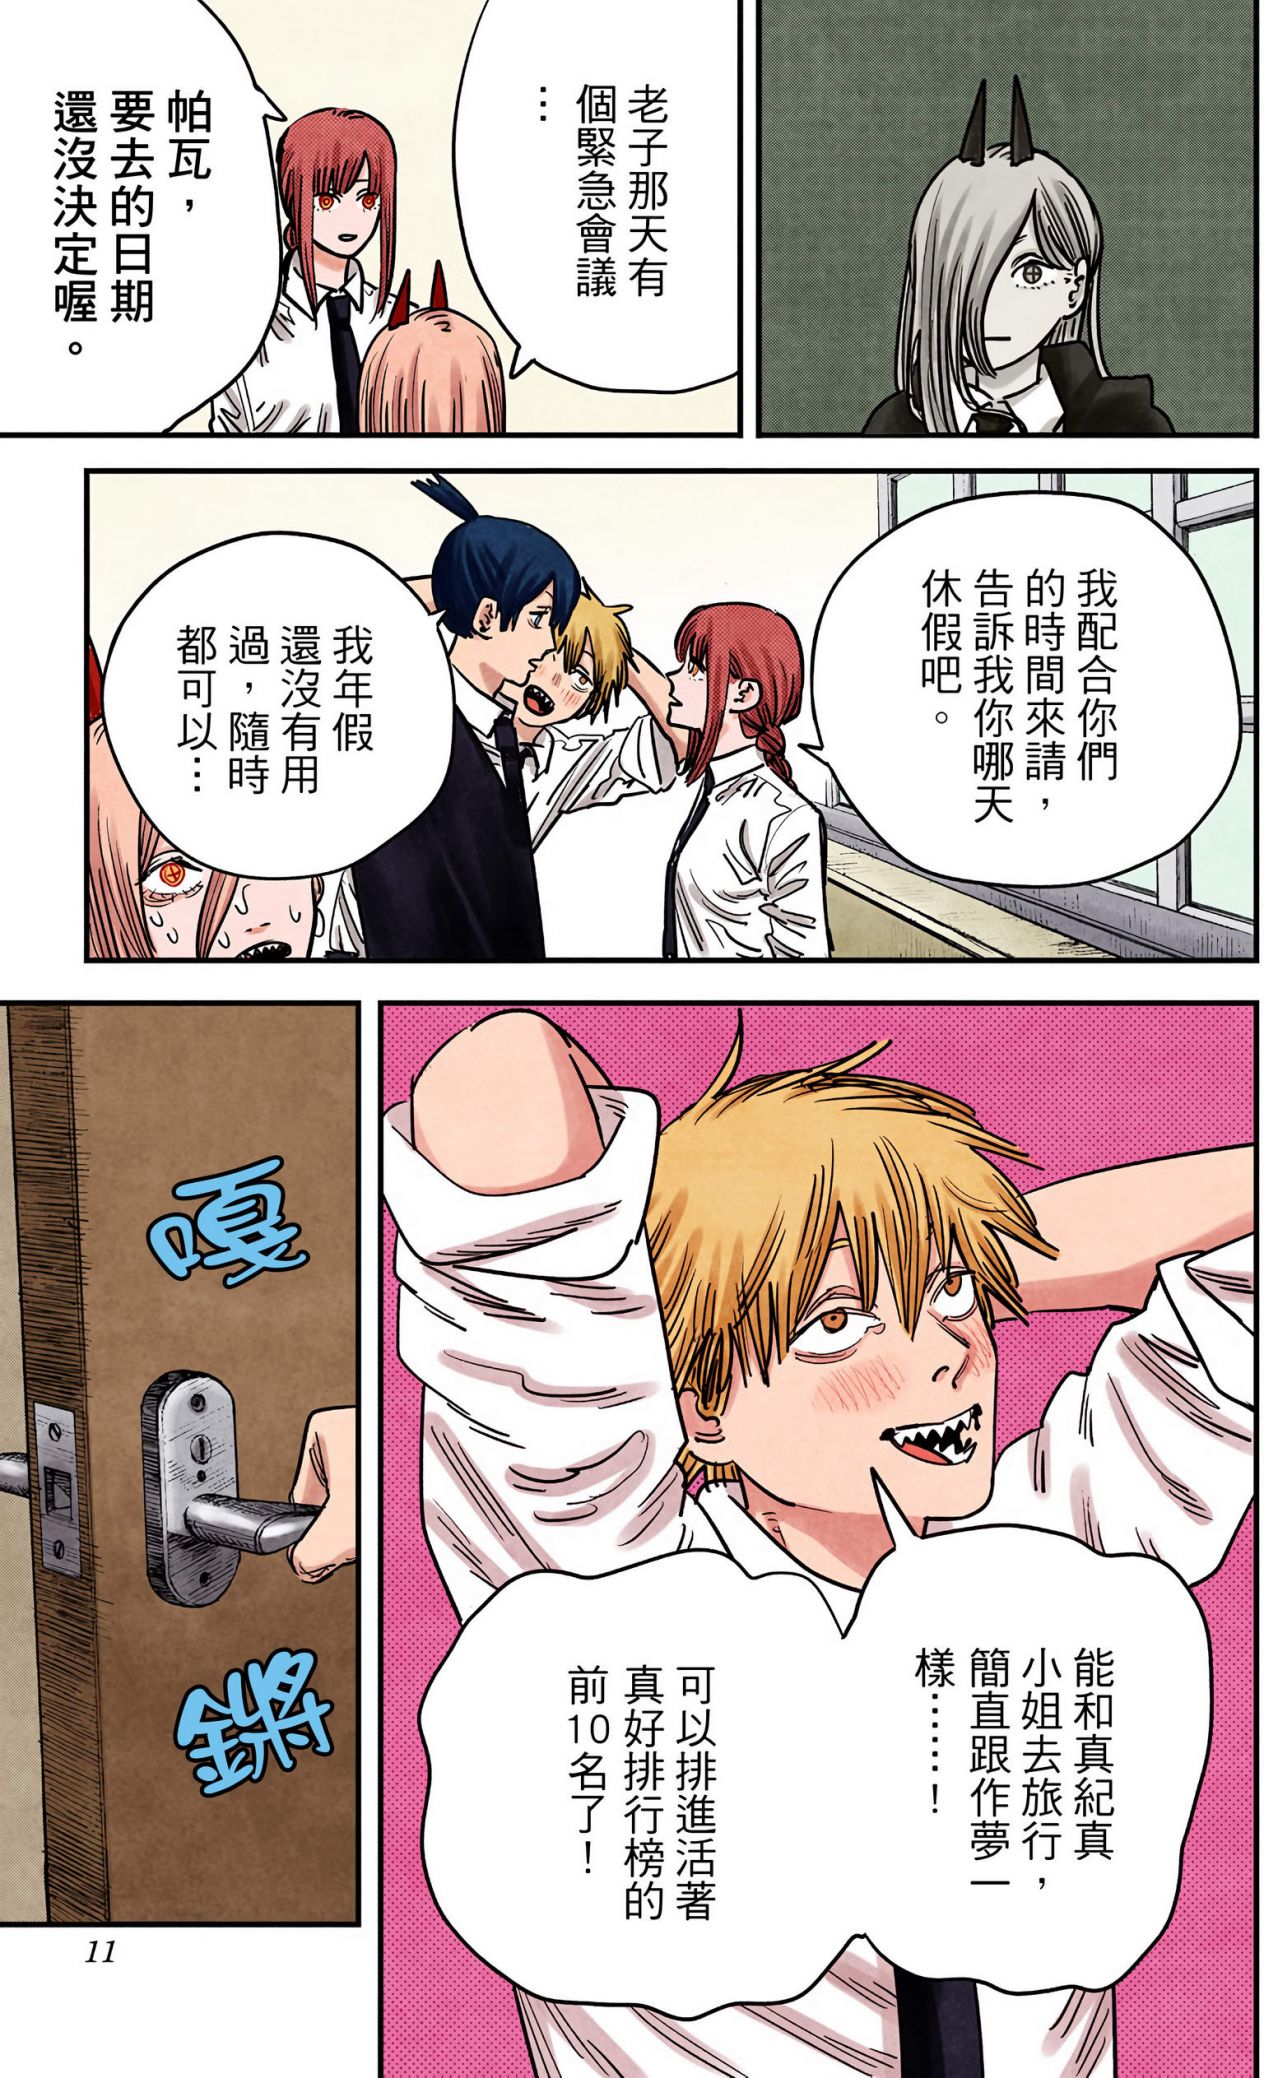 老子那天有
個緊急會議
…
帕瓦，
要去的日期
還沒決定喔。
我配合你們
的時間來請，
告訴我你哪天
休假吧。
我年假
還沒有用
過，隨時
都可以…
能和真紀真
小姐去旅行，
簡直跟作夢一
樣……！
可以排進活著
真好排行榜的
前10名了！
嘎
鏘
11